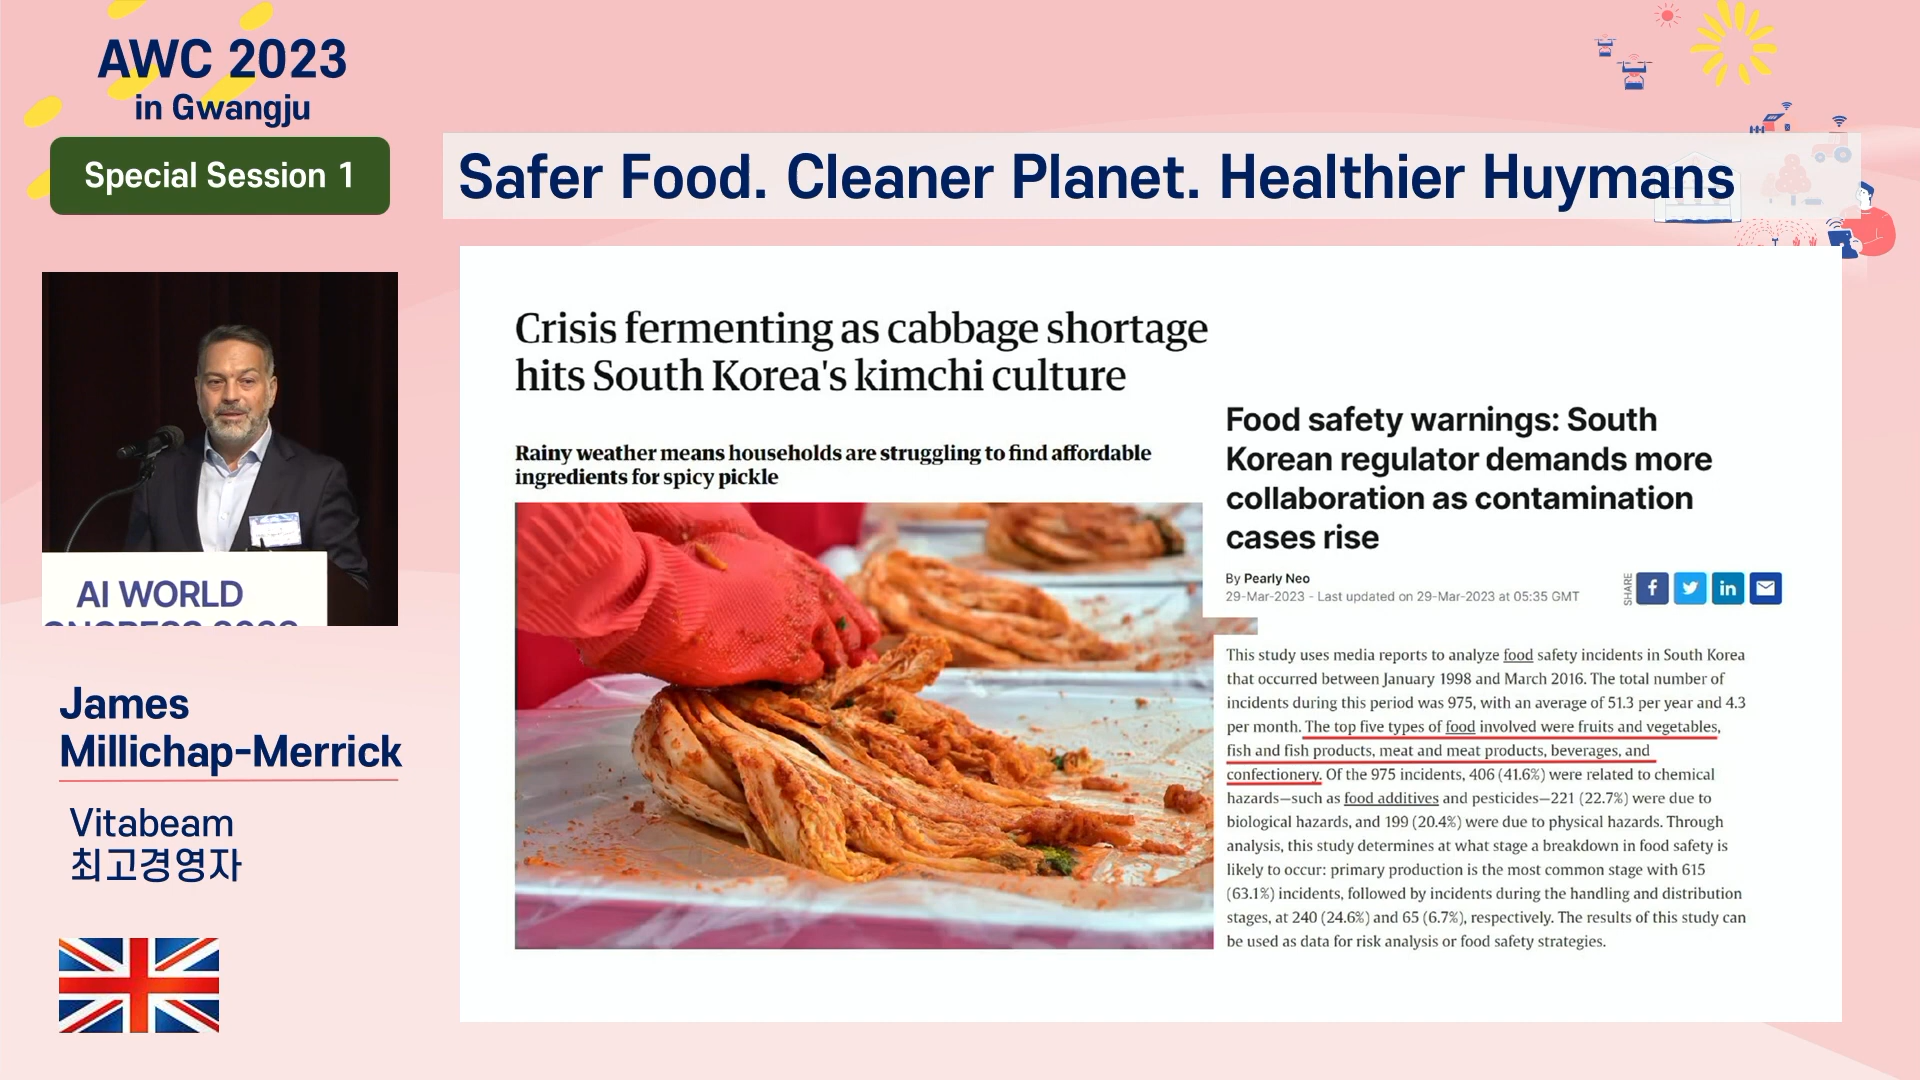 AWC 2023
in Gwangju
Special Session 1
Safer Food. Cleaner Planet. Healthier Huymans
AI WORLD
James
Millichap-Merrick
Vitabeam
최고경영자
Crisis fermenting as cabbage shortage
hits South Korea's kimchi culture
Rainy weather means households are struggling to find affordable
ingredients for spicy pickle
Food safety warnings: South
Korean regulator demands more
collaboration as contamination
cases rise
By Pearly Neo
29-Mar-2023 - Last updated on 29-Mar-2023 at 05:35 GMT
SHARE
This study uses media reports to analyze food safety incidents in South Korea
that occurred between January 1998 and March 2016. The total number of
incidents during this period was 975, with an average of 51.3 per year and 4.3
per month. The top five types of food involved were fruits and vegetables,
fish and fish products, meat and meat products, beverages, and
confectionery. Of the 975 incidents, 406 (41.6%) were related to chemical
hazards—such as food additives and pesticides—221 (22.7%) were due to
biological hazards, and 199 (20.4%) were due to physical hazards. Through
analysis, this study determines at what stage a breakdown in food safety is
likely to occur: primary production is the most common stage with 615
(63.1%) incidents, followed by incidents during the handling and distribution
stages, at 240 (24.6%) and 65 (6.7%), respectively. The results of this study can
be used as data for risk analysis or food safety strategies.